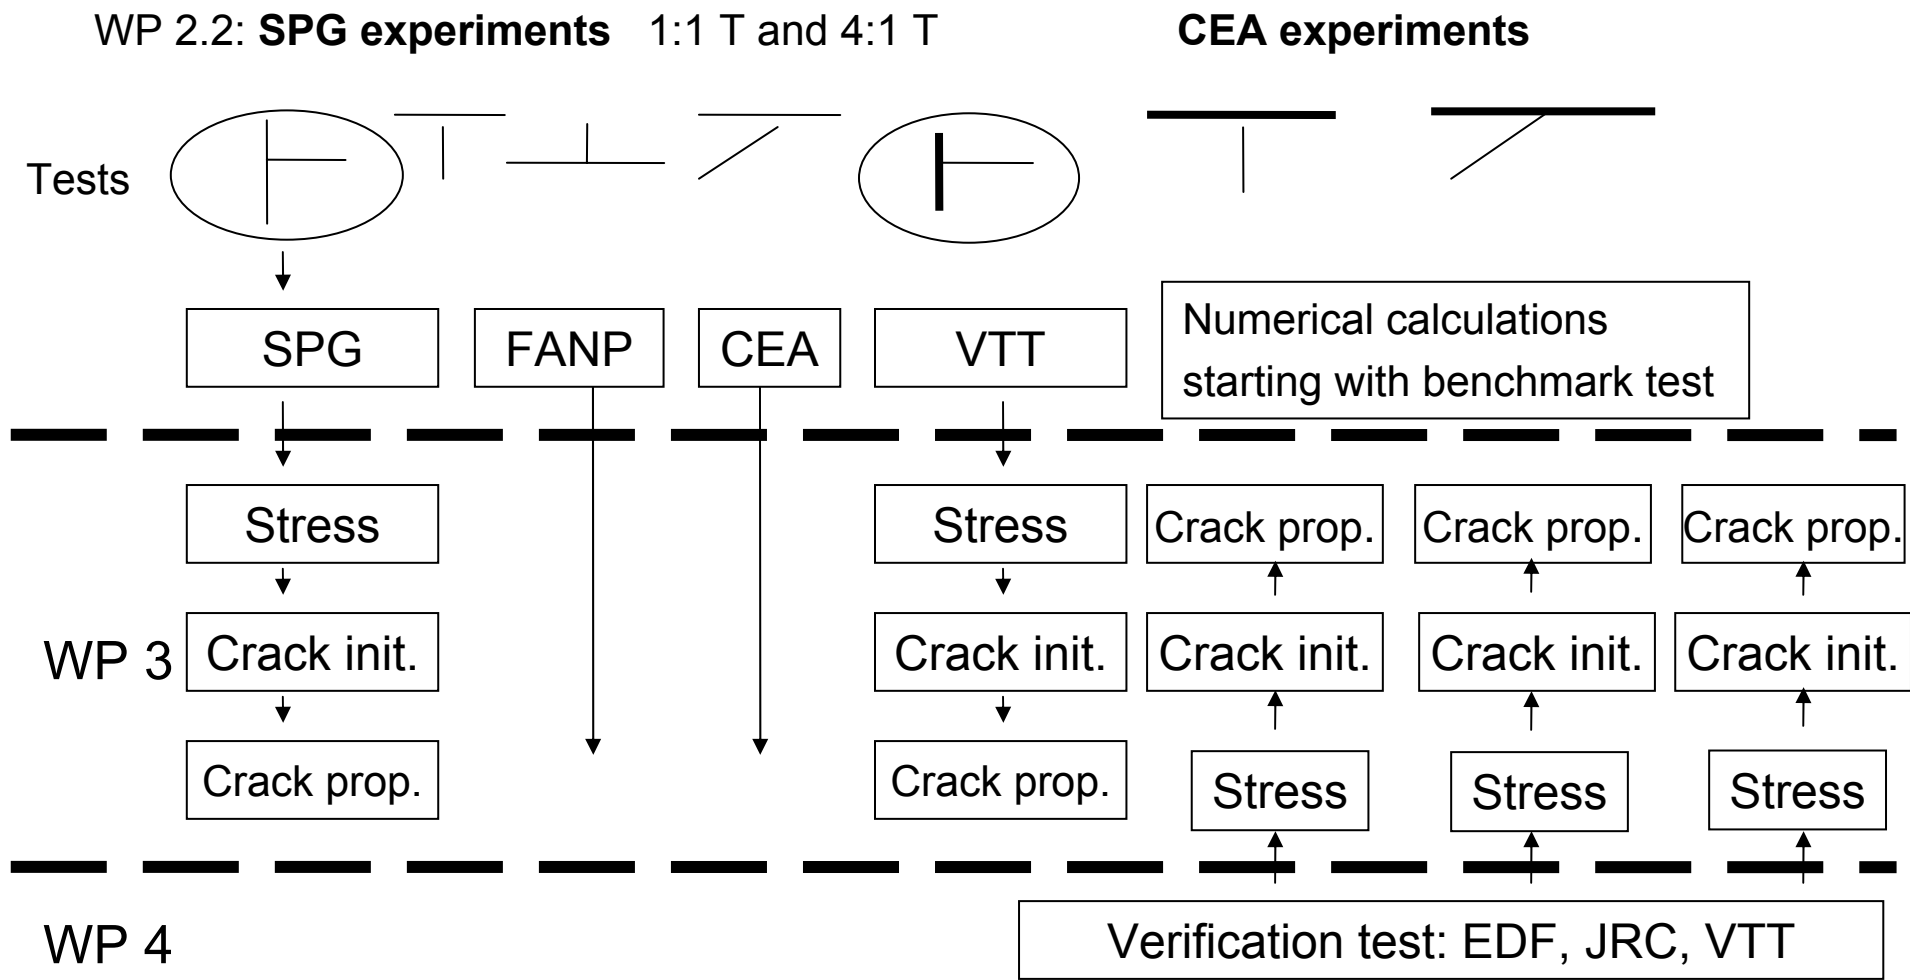 WP 2.2: SPG experiments 1:1 T and 4:1 T CEA experiments
Tests
SPG FANP CEA VTT
Numerical calculations
starting with benchmark test
Stress Stress Crack prop. Crack prop. Crack prop.
WP 3 Crack init. Crack init. Crack init. Crack init. Crack init.
Crack prop. Crack prop. Stress Stress Stress
WP 4 Verification test: EDF, JRC, VTT